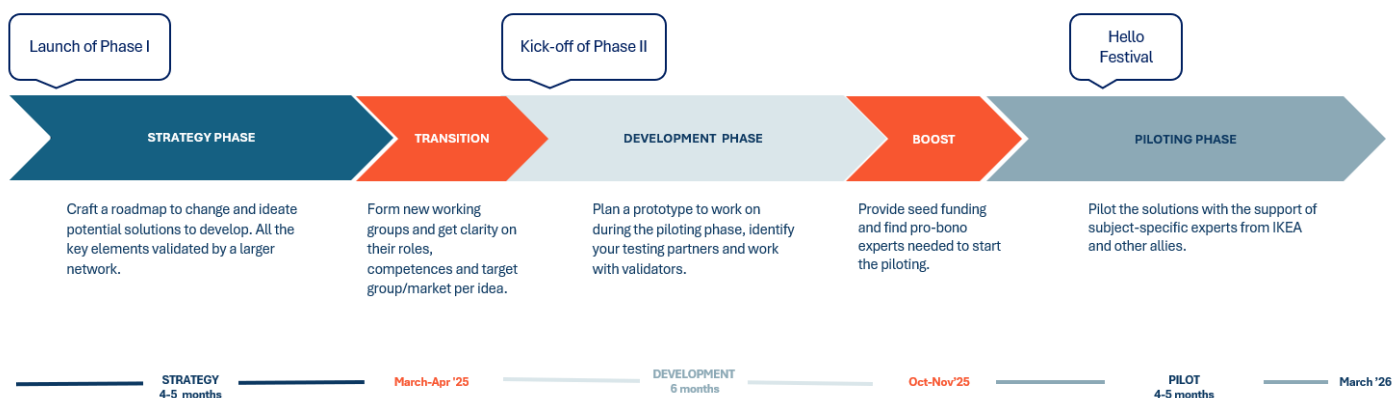 Launch of Phase I
Kick-off of Phase II
Hello
Festival
STRATEGY PHASE
TRANSITION
DEVELOPMENT PHASE
BOOST
PILOTING PHASE
Craft a roadmap to change and ideate
potential solutions to develop. All the
key elements validated by a larger
network.
Form new working
groups and get clarity on
their roles,
competences and target
group/market per idea.
Plan a prototype to work on
during the piloting phase, identify
your testing partners and work
with validators.
Provide seed funding
and find pro-bono
experts needed to start
the piloting.
Pilot the solutions with the support of
subject-specific experts from IKEA
and other allies.
STRATEGY
4-5 months
March-Apr '25
DEVELOPMENT
6 months
Oct-Nov'25
PILOT
4-5 months
March '26